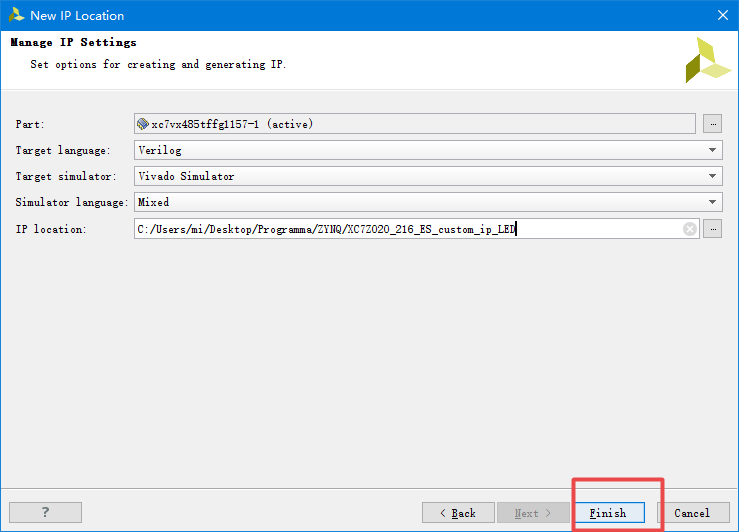 New IP Location
Manage IP Settings
Set options for creating and generating IP.
Part: xc7vx485tffg1157-1 (active) ...
Target language: Verilog
Target simulator: Vivado Simulator
Simulator language: Mixed
IP location: C:/Users/mi/Desktop/Programma/ZYNQ/XC7Z020_216_ES_custom_ip_LED ...
? < Back Next > Finish Cancel